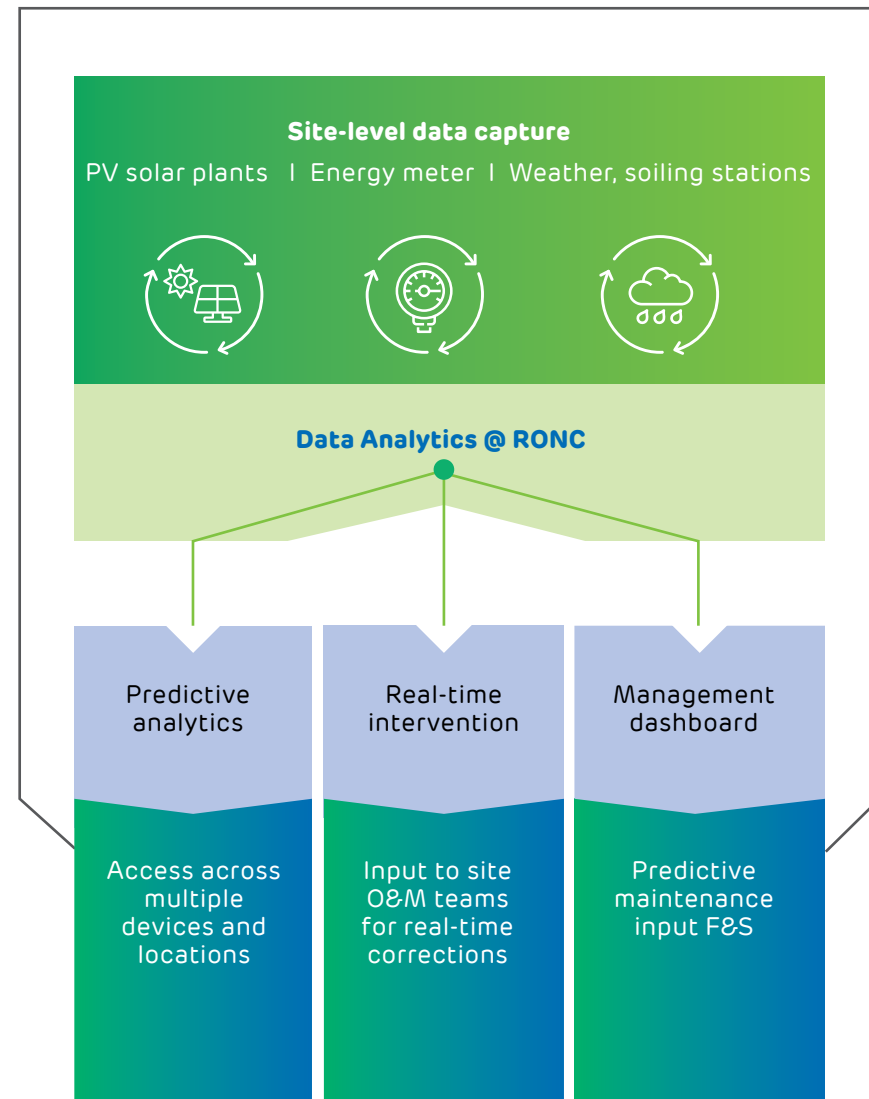 Site-level data capture
PV solar plants I Energy meter I Weather, soiling stations
Data Analytics @ RONC
Predictive
analytics
Real-time
intervention
Management
dashboard
Access across
multiple
devices and
locations
Input to site
O&M teams
for real-time
corrections
Predictive
maintenance
input F&S